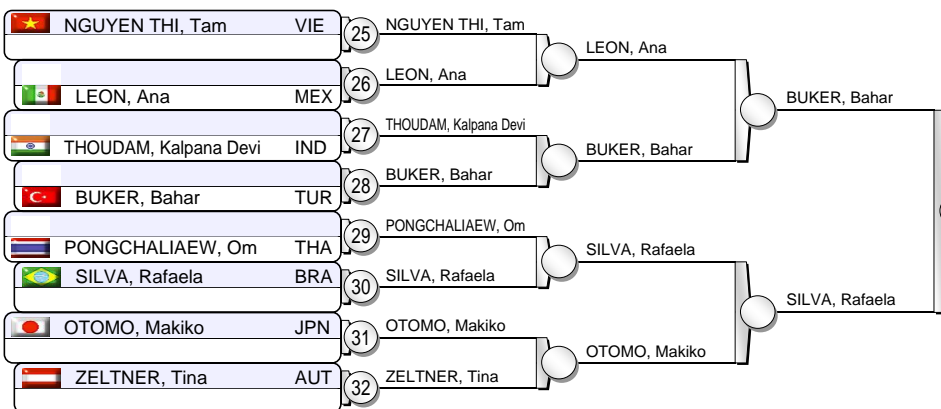 NGUYEN THI, Tam VIE
25
NGUYEN THI, Tam
LEON, Ana
LEON, Ana MEX
26
LEON, Ana
BUKER, Bahar
THOUDAM, Kalpana Devi IND
27
THOUDAM, Kalpana Devi
BUKER, Bahar
BUKER, Bahar TUR
28
BUKER, Bahar
PONGCHALIAEW, Om THA
29
PONGCHALIAEW, Om
SILVA, Rafaela
SILVA, Rafaela BRA
30
SILVA, Rafaela
SILVA, Rafaela
OTOMO, Makiko JPN
31
OTOMO, Makiko
OTOMO, Makiko
ZELTNER, Tina AUT
32
ZELTNER, Tina